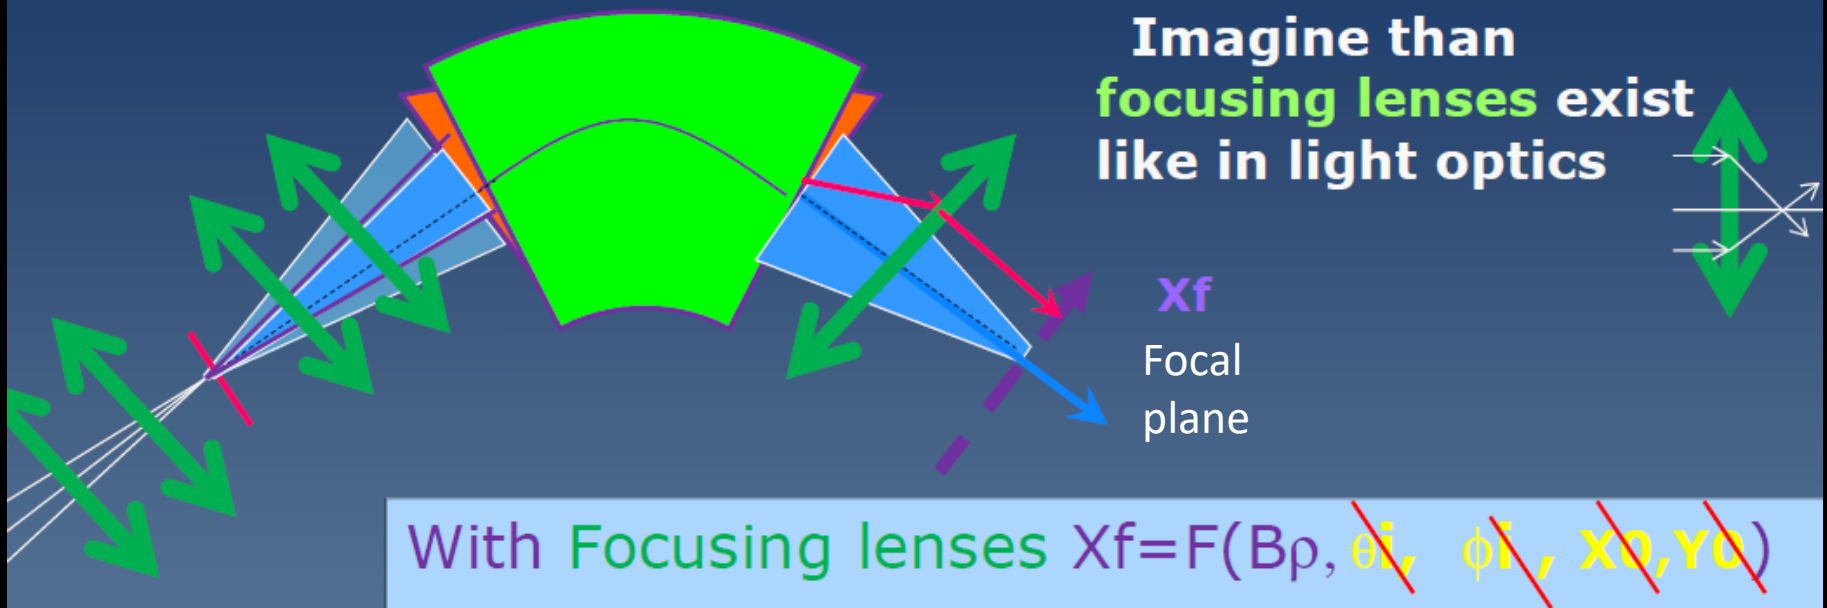 Imagine than
focusing lenses exist
like in light optics
Xf
Focal
plane
With Focusing lenses Xf=F(Bρ, θi, ϕi , X0,Y0)